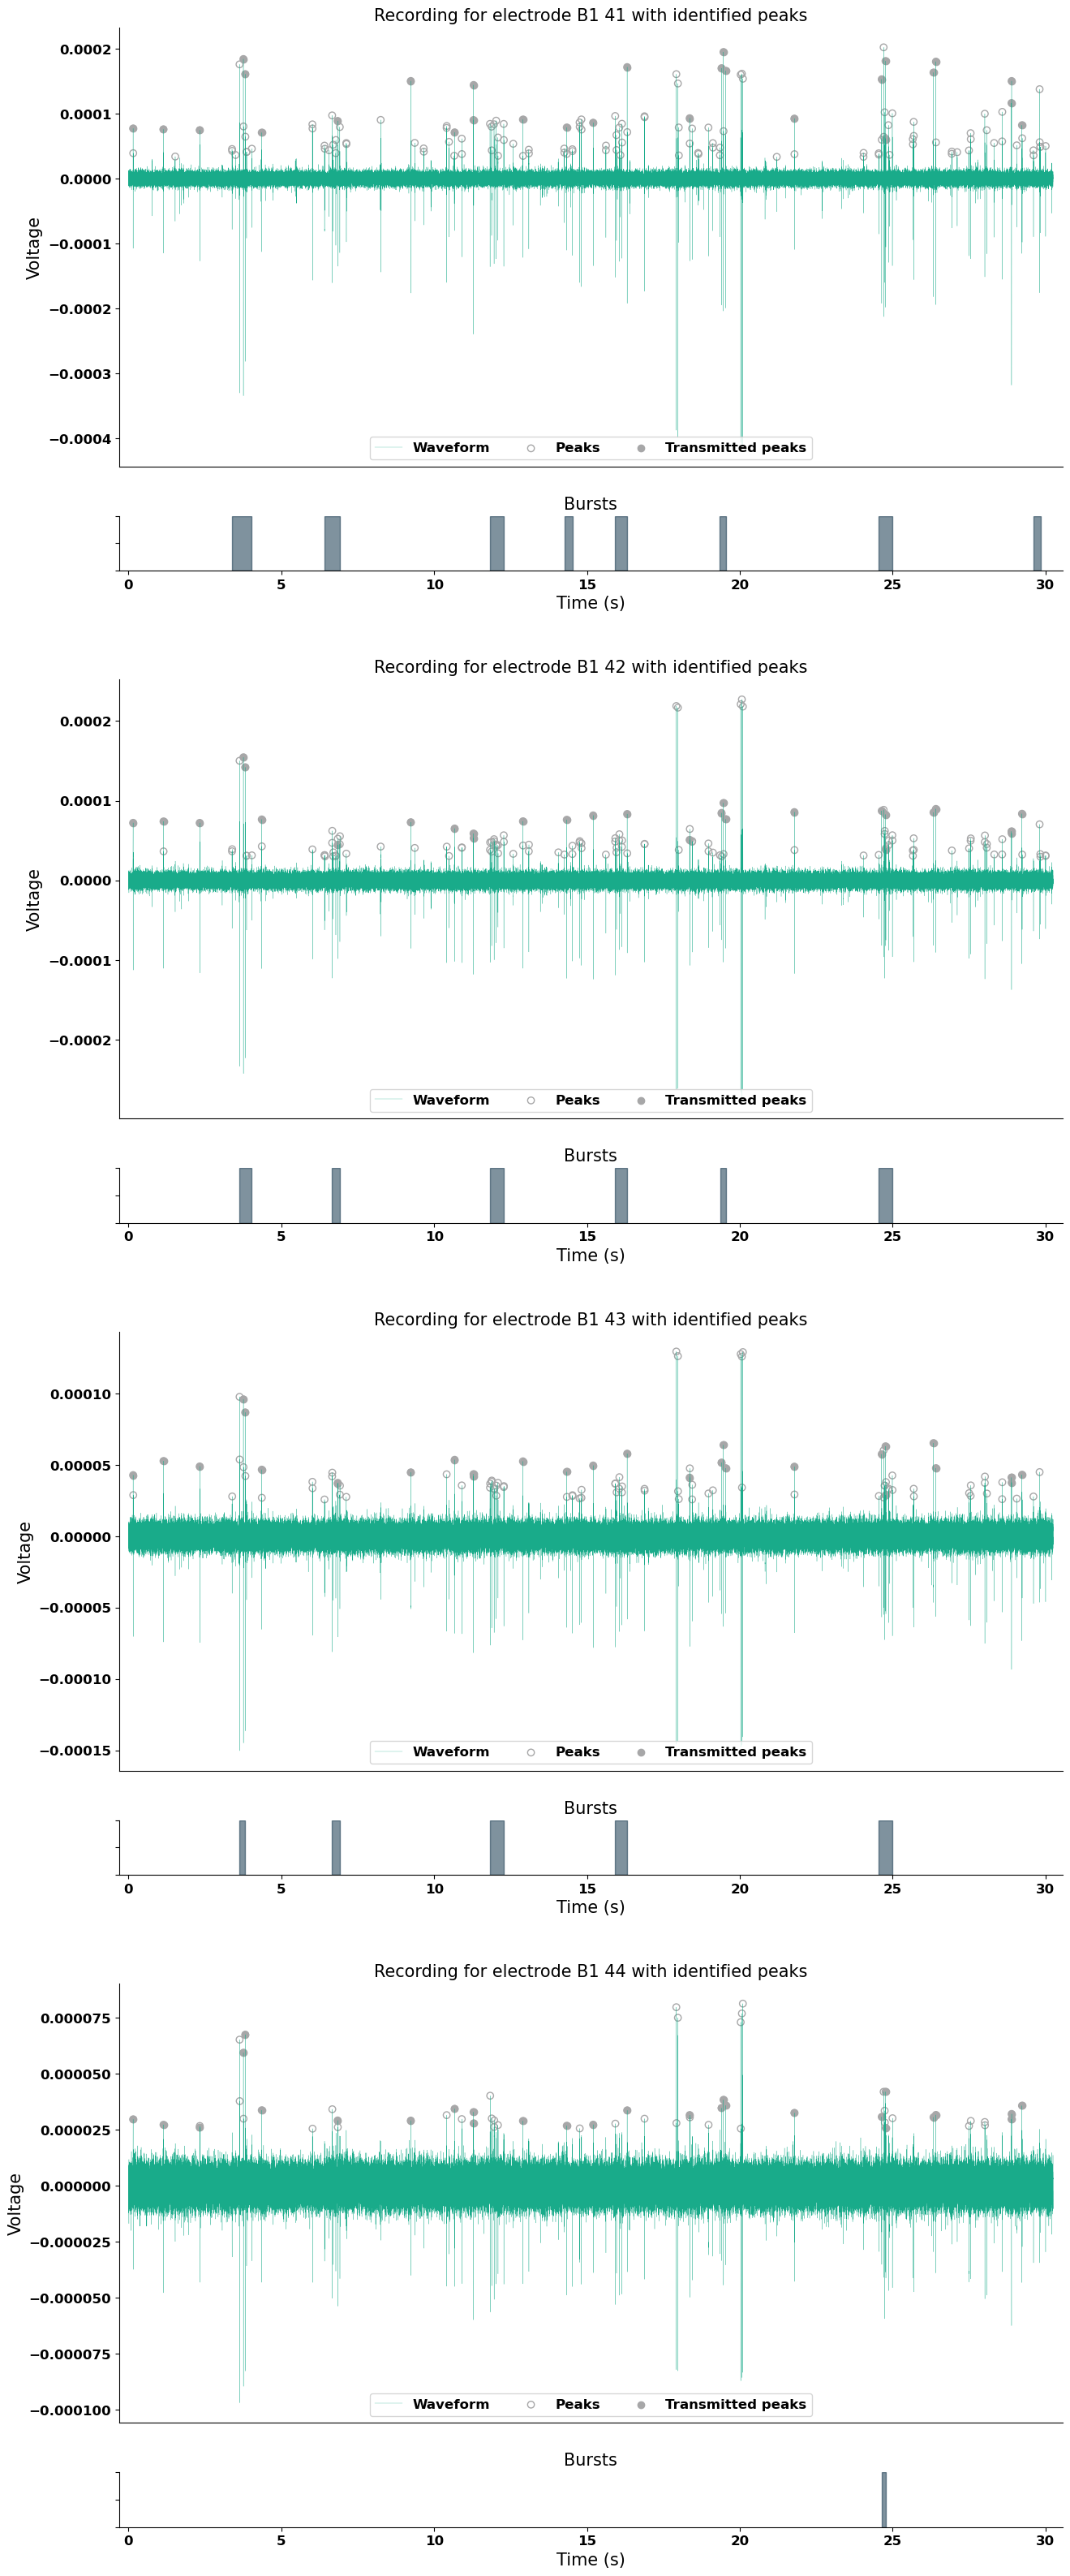 Recording for electrode B1 41 with identified peaks
0.0002
0.0001
0.0000
−0.0001
−0.0002
−0.0003
−0.0004
Voltage
Waveform Peaks Transmitted peaks
Bursts
0 5 10 15 20 25 30
Time (s)
Recording for electrode B1 42 with identified peaks
0.0002
0.0001
0.0000
−0.0001
−0.0002
Voltage
Waveform Peaks Transmitted peaks
Bursts
0 5 10 15 20 25 30
Time (s)
Recording for electrode B1 43 with identified peaks
0.00010
0.00005
0.00000
−0.00005
−0.00010
−0.00015
Voltage
Waveform Peaks Transmitted peaks
Bursts
0 5 10 15 20 25 30
Time (s)
Recording for electrode B1 44 with identified peaks
0.000075
0.000050
0.000025
0.000000
−0.000025
−0.000050
−0.000075
−0.000100
Voltage
Waveform Peaks Transmitted peaks
Bursts
0 5 10 15 20 25 30
Time (s)